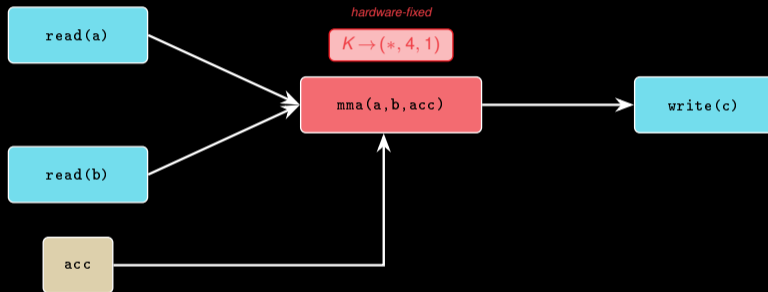 hardware-fixed
read(a)
K→(*,4,1)
mma(a,b,acc)
write(c)
read(b)
acc